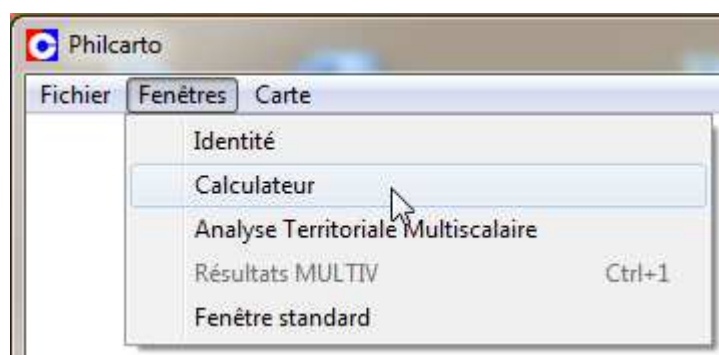 Philcarto
Fichier Fenêtres Carte
Identité
Calculateur
Analyse Territoriale Multiscalaire
Résultats MULTIV Ctrl+1
Fenêtre standard